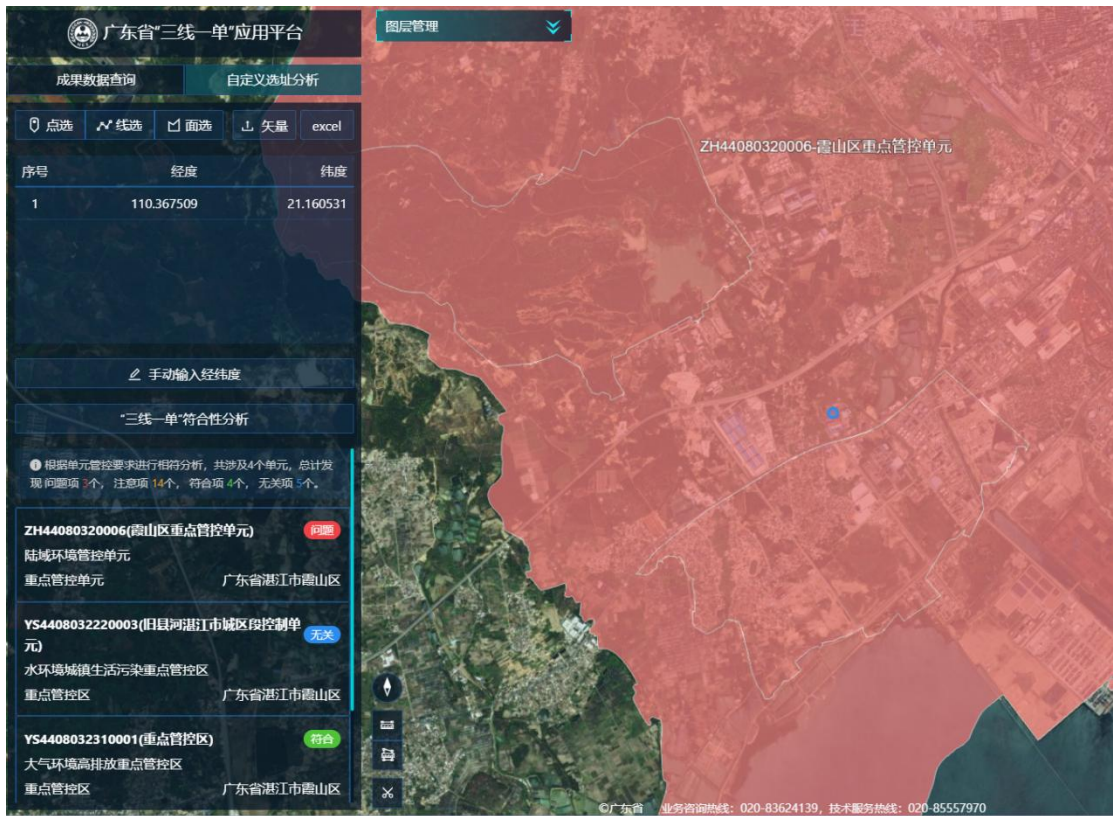 广东省“三线一单”应用平台
图层管理
成果数据查询
自定义选址分析
点选
线选
面选
矢量
excel
序号
经度
纬度
1
110.367509
21.160531
手动输入经纬度
“三线一单”符合性分析
根据单元管控要求进行相符分析，共涉及4个单元，总计发
现 问题项 3个， 注意项 14个， 符合项 4个， 无关项 5个。
ZH44080320006(霞山区重点管控单元)
问题
陆域环境管控单元
重点管控单元
广东省湛江市霞山区
YS4408032220003(旧县河湛江市城区段控制单
元)
无关
水环境城镇生活污染重点管控区
重点管控区
广东省湛江市霞山区
YS4408032310001(重点管控区)
符合
大气环境高排放重点管控区
重点管控区
广东省湛江市霞山区
ZH44080320006-霞山区重点管控单元
©广东省 业务咨询热线：020-83624139，技术服务热线：020-85557970